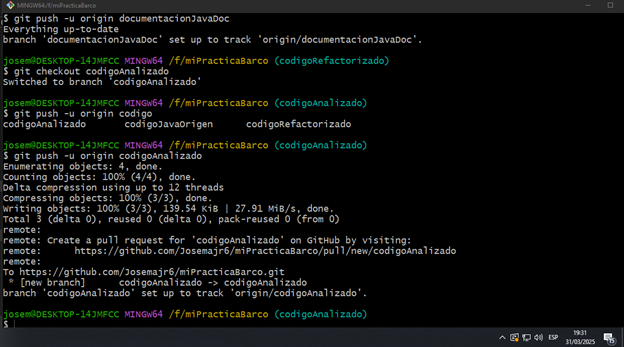 MINGW64:/f/miPracticaBarco
$ git push -u origin documentacionJavaDoc
Everything up-to-date
branch 'documentacionJavaDoc' set up to track 'origin/documentacionJavaDoc'.
josem@DESKTOP-14JMFCC MINGW64 /f/miPracticaBarco (codigoRefactorizado)
$ git checkout codigoAnalizado
Switched to branch 'codigoAnalizado'
josem@DESKTOP-14JMFCC MINGW64 /f/miPracticaBarco (codigoAnalizado)
$ git push -u origin codigo
codigoAnalizado codigoJavaOrigen codigoRefactorizado
josem@DESKTOP-14JMFCC MINGW64 /f/miPracticaBarco (codigoAnalizado)
$ git push -u origin codigoAnalizado
Enumerating objects: 4, done.
Counting objects: 100% (4/4), done.
Delta compression using up to 12 threads
Compressing objects: 100% (3/3), done.
Writing objects: 100% (3/3), 139.54 KiB | 27.91 MiB/s, done.
Total 3 (delta 0), reused 0 (delta 0), pack-reused 0 (from 0)
remote:
remote: Create a pull request for 'codigoAnalizado' on GitHub by visiting:
remote: https://github.com/Josemajr6/miPracticaBarco/pull/new/codigoAnalizado
remote:
To https://github.com/Josemajr6/miPracticaBarco.git
* [new branch] codigoAnalizado -> codigoAnalizado
branch 'codigoAnalizado' set up to track 'origin/codigoAnalizado'.
josem@DESKTOP-14JMFCC MINGW64 /f/miPracticaBarco (codigoAnalizado)
$
ESP
19:31
31/03/2025